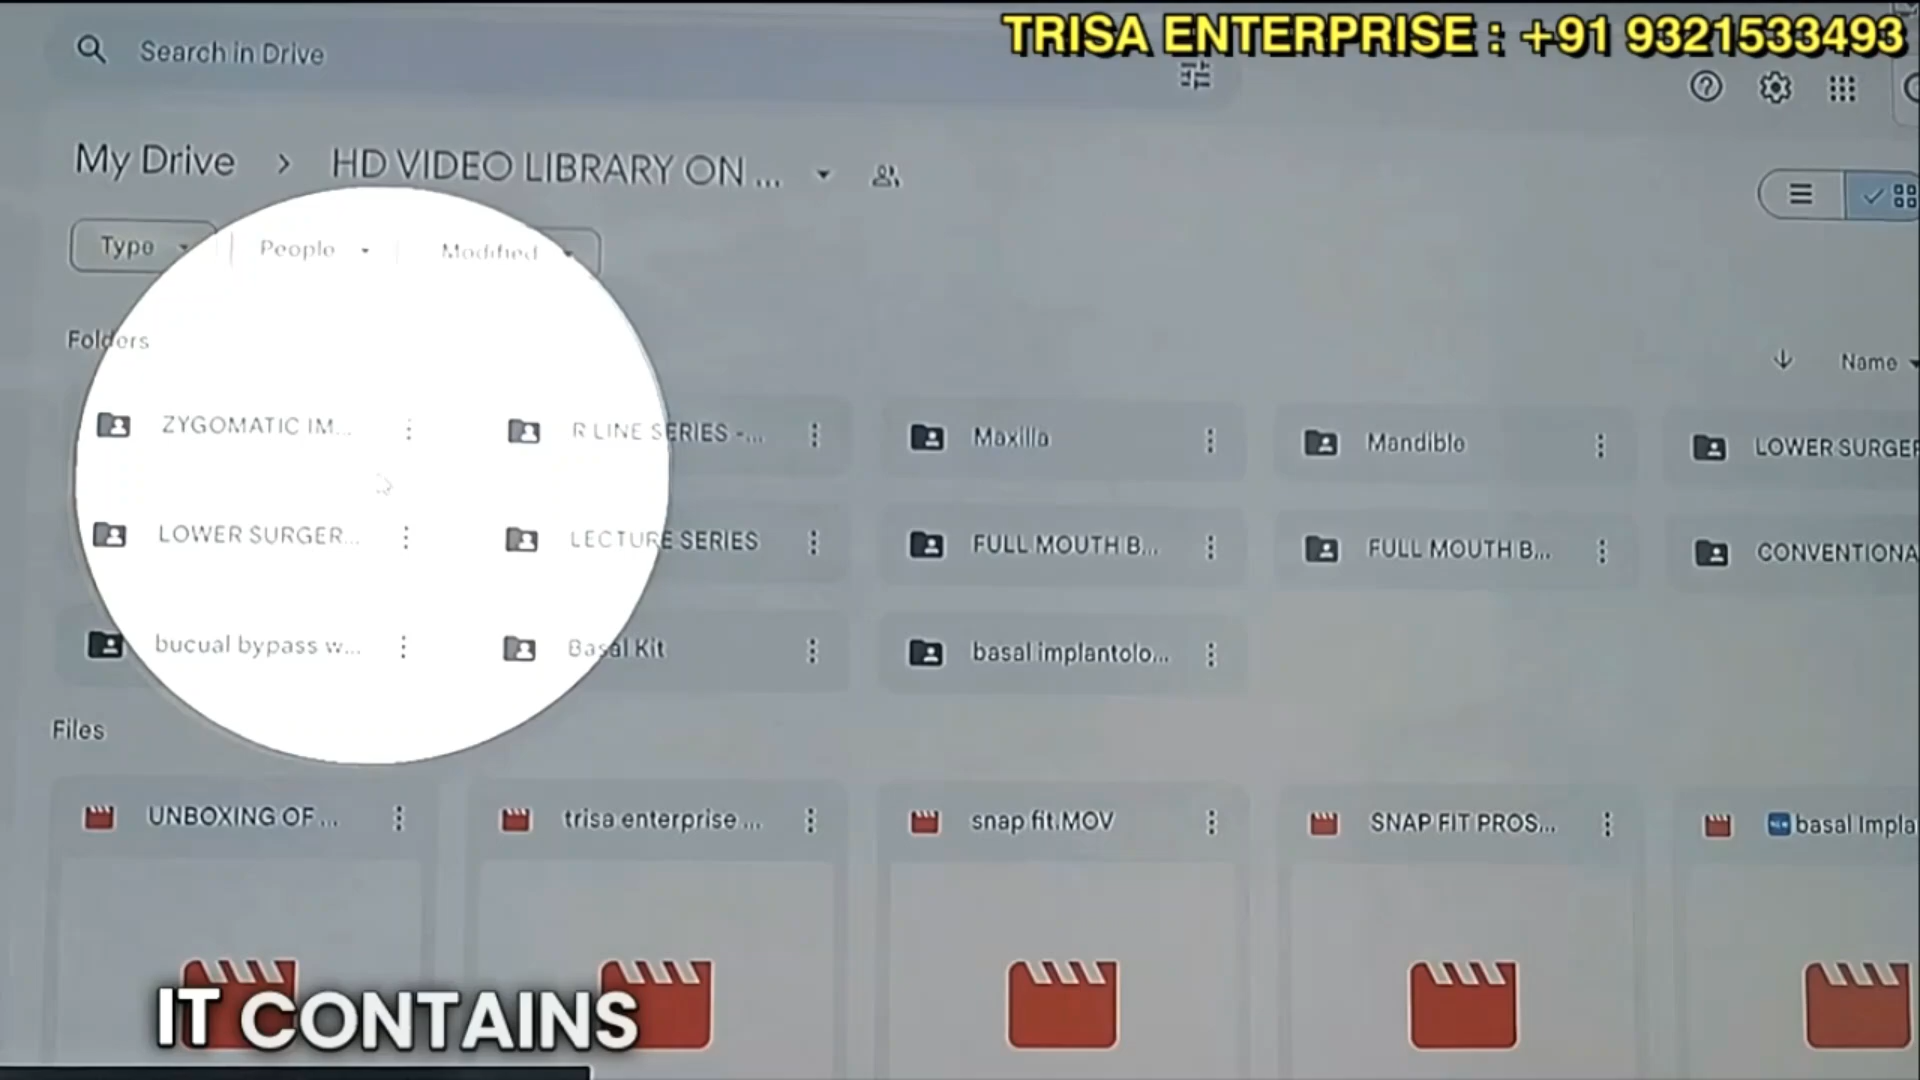 TRISA ENTERPRISE : +91 9321533493
Search in Drive
My Drive > HD VIDEO LIBRARY ON ...
Type People Modified
Folders
Name
ZYGOMATIC IM... R LINE SERIES -... Maxilla Mandible LOWER SURGER
LOWER SURGER... LECTURE SERIES FULL MOUTH B... FULL MOUTH B... CONVENTIONA
bucual bypass w... Basal Kit basal implantolo...
Files
UNBOXING OF ... trisa enterprise ... snap fit.MOV SNAP FIT PROS... basal Impla
IT CONTAINS